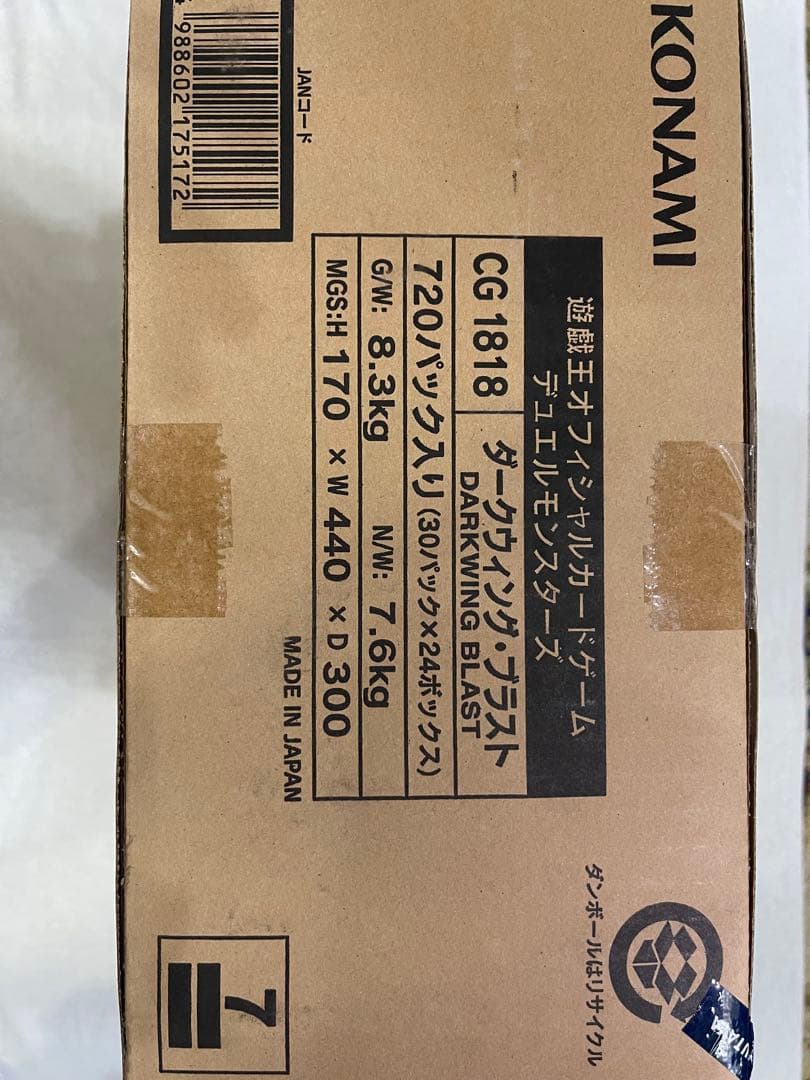 KONAMI
遊戯王オフィシャルカードゲーム
デュエルモンスターズ
CG 1818
ダークウィング・ブラスト
DARKWING BLAST
720パック入り(30パック×24ボックス)
G/W: 8.3kg N/W: 7.6kg
MGS:H 170 × W 440 × D 300
MADE IN JAPAN
JANコード
988602 175172
ダンボールはリサイクル
7